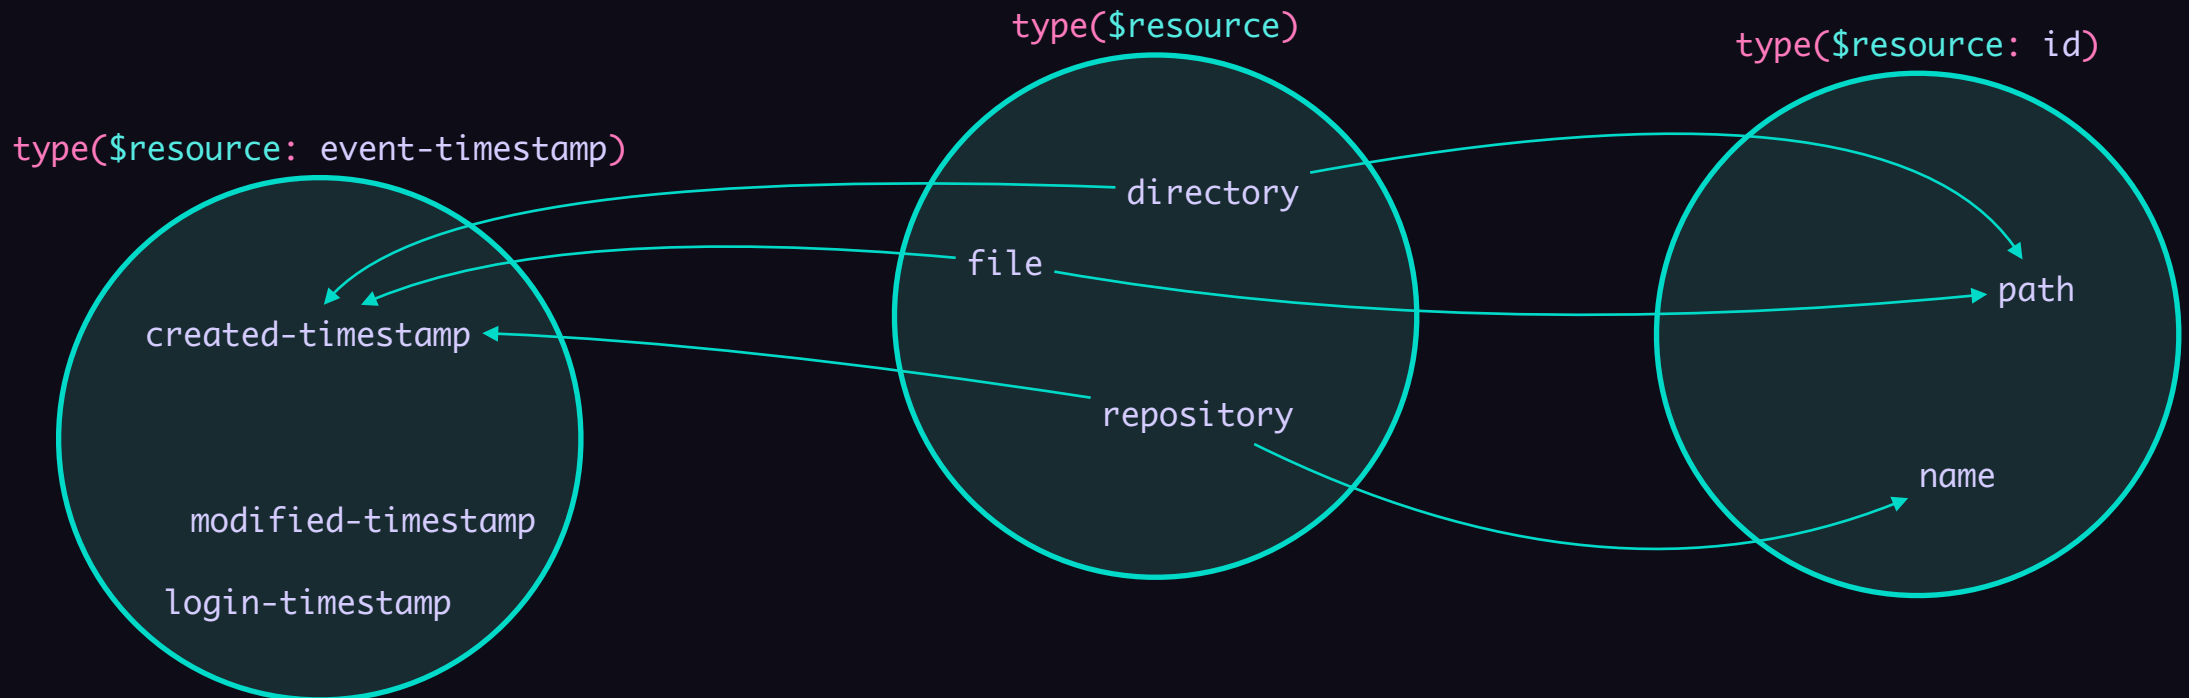 type($resource)
type($resource: id)
type($resource: event-timestamp)
directory
file
path
created-timestamp
repository
name
modified-timestamp
login-timestamp